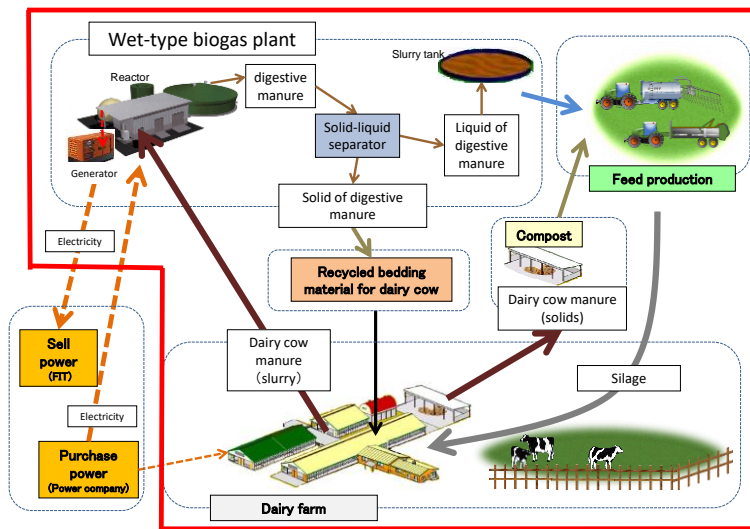 Wet-type biogas plant
Slurry tank
Reactor
digestive
manure
Solid-liquid
separator
Liquid of
digestive
manure
Generator
Solid of digestive
manure
Feed production
Electricity
Compost
Recycled bedding
material for dairy cow
Dairy cow manure
(solids)
Sell
power
(FIT)
Dairy cow
manure
(slurry)
Silage
Electricity
Purchase
power
(Power company)
Dairy farm